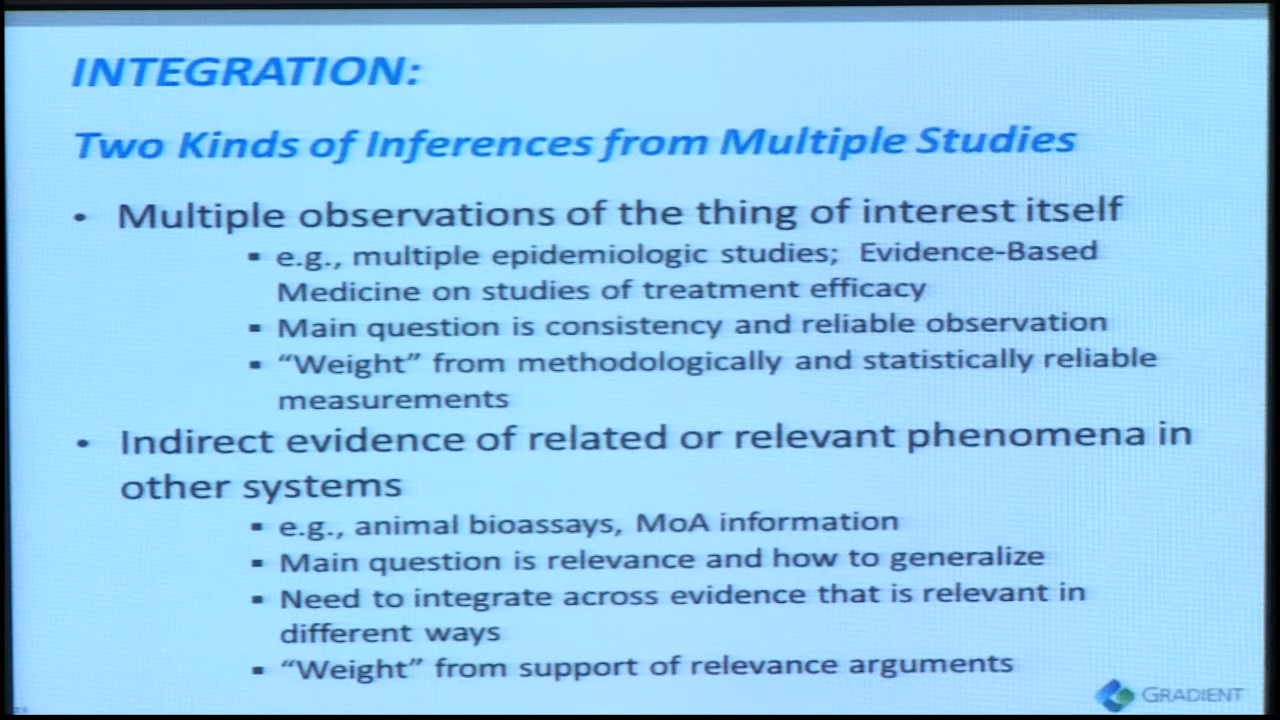 INTEGRATION:
Two Kinds of Inferences from Multiple Studies
• Multiple observations of the thing of interest itself
▪ e.g., multiple epidemiologic studies; Evidence-Based
Medicine on studies of treatment efficacy
▪ Main question is consistency and reliable observation
▪ “Weight” from methodologically and statistically reliable
measurements
• Indirect evidence of related or relevant phenomena in
other systems
▪ e.g., animal bioassays, MoA information
▪ Main question is relevance and how to generalize
▪ Need to integrate across evidence that is relevant in
different ways
▪ “Weight” from support of relevance arguments
GRADIENT